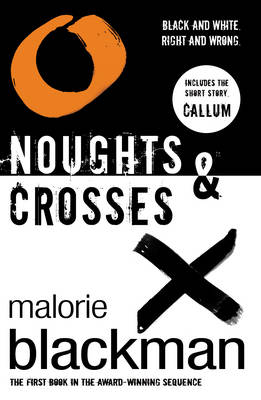 BLACK AND WHITE.
RIGHT AND WRONG.
INCLUDES THE
SHORT STORY,
CALLUM
NOUGHTS
&
CROSSES
malorie
blackman
THE FIRST BOOK IN THE AWARD-WINNING SEQUENCE